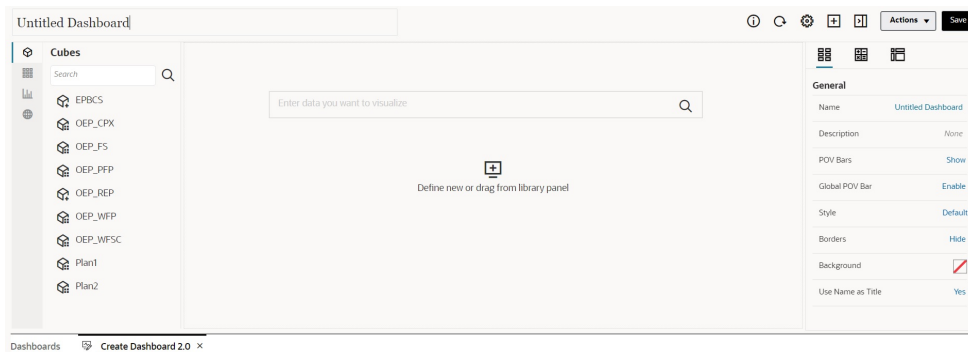 Untitled Dashboard
Actions
Save
Cubes
Search
EPBCS
OEP_CPX
OEP_FS
OEP_PFP
OEP_REP
OEP_WFP
OEP_WFSC
Plan1
Plan2
Enter data you want to visualize
Define new or drag from library panel
General
Name Untitled Dashboard
Description None
POV Bars Show
Global POV Bar Enable
Style Default
Borders Hide
Background
Use Name as Title Yes
Dashboards Create Dashboard 2.0 ×